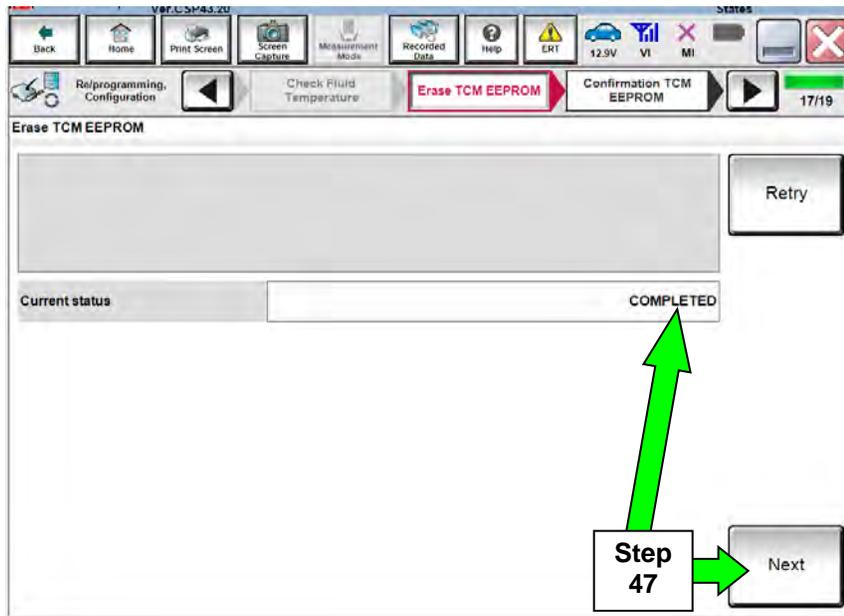 Ver.CSP43.20
States
Back
Home
Print Screen
Screen
Capture
Measurement
Mode
Recorded
Data
Help
ERT
12.9V
VI
MI
Re/programming,
Configuration
Check Fluid
Temperature
Erase TCM EEPROM
Confirmation TCM
EEPROM
17/19
Erase TCM EEPROM
Retry
Current status
COMPLETED
Step
47
Next